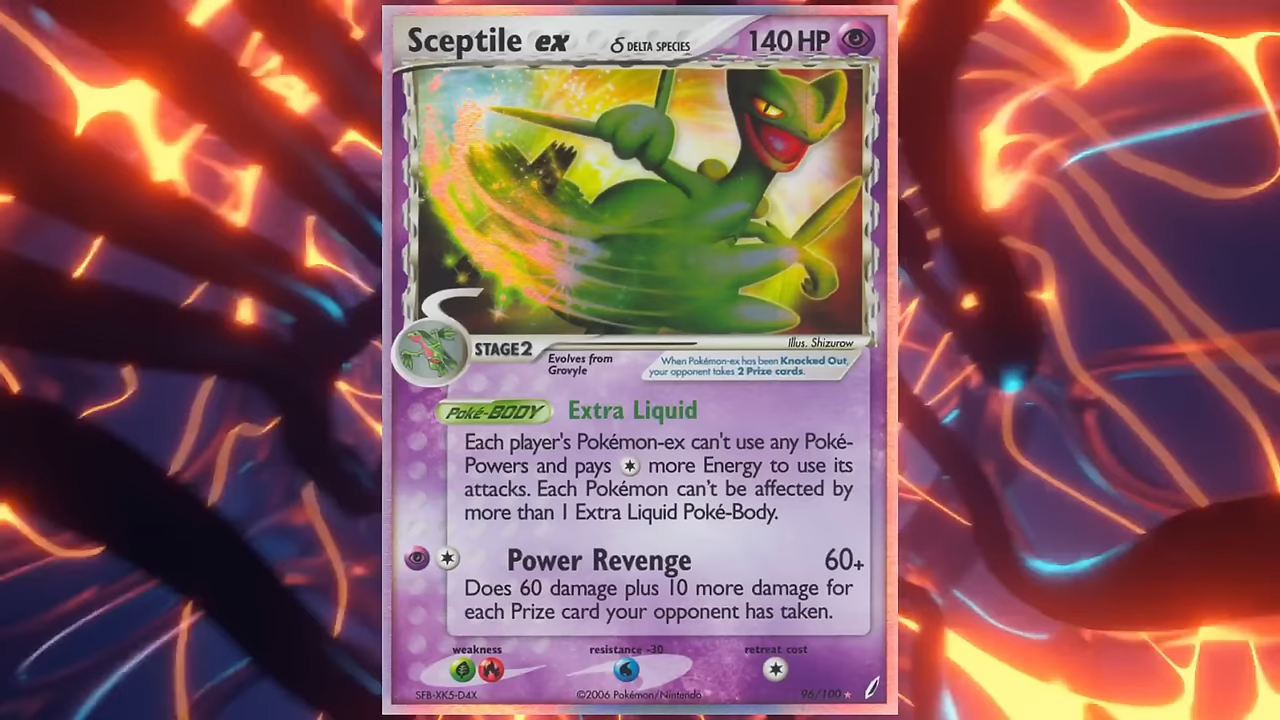 Sceptile ex δ DELTA SPECIES 140 HP
Illus. Shizurow
STAGE 2
Evolves from
Grovyle
When Pokémon-ex has been Knocked Out,
your opponent takes 2 Prize cards.
Poké-BODY Extra Liquid
Each player's Pokémon-ex can't use any Poké-
Powers and pays more Energy to use its
attacks. Each Pokémon can't be affected by
more than 1 Extra Liquid Poké-Body.
Power Revenge 60+
Does 60 damage plus 10 more damage for
each Prize card your opponent has taken.
weakness resistance -30 retreat cost
SFB-XK5-D4X ©2006 Pokémon/Nintendo 96/100